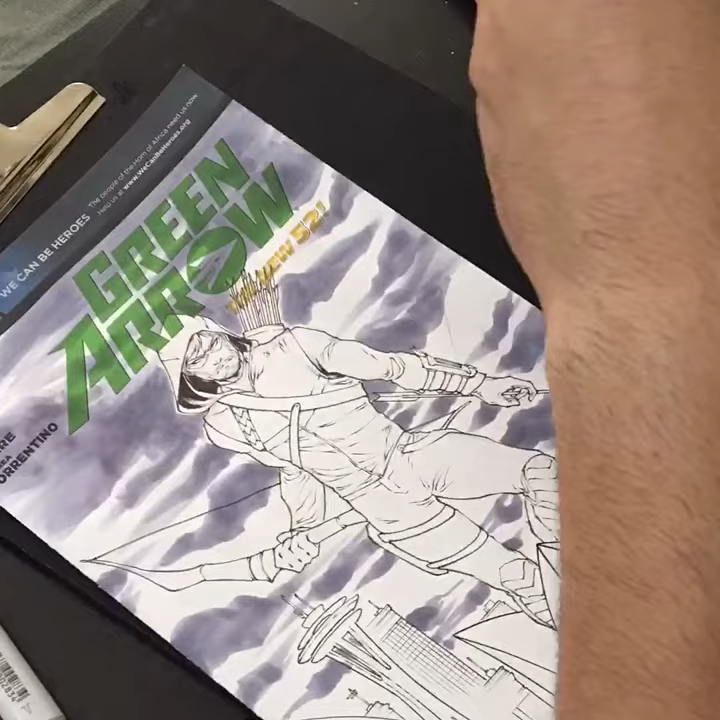 WE CAN BE HEROES
The people of the Horn of Africa need us now
Help us at www.WeCanBeHeroes.org
GREEN
ARROW
NEW 52!
ORRENTINO